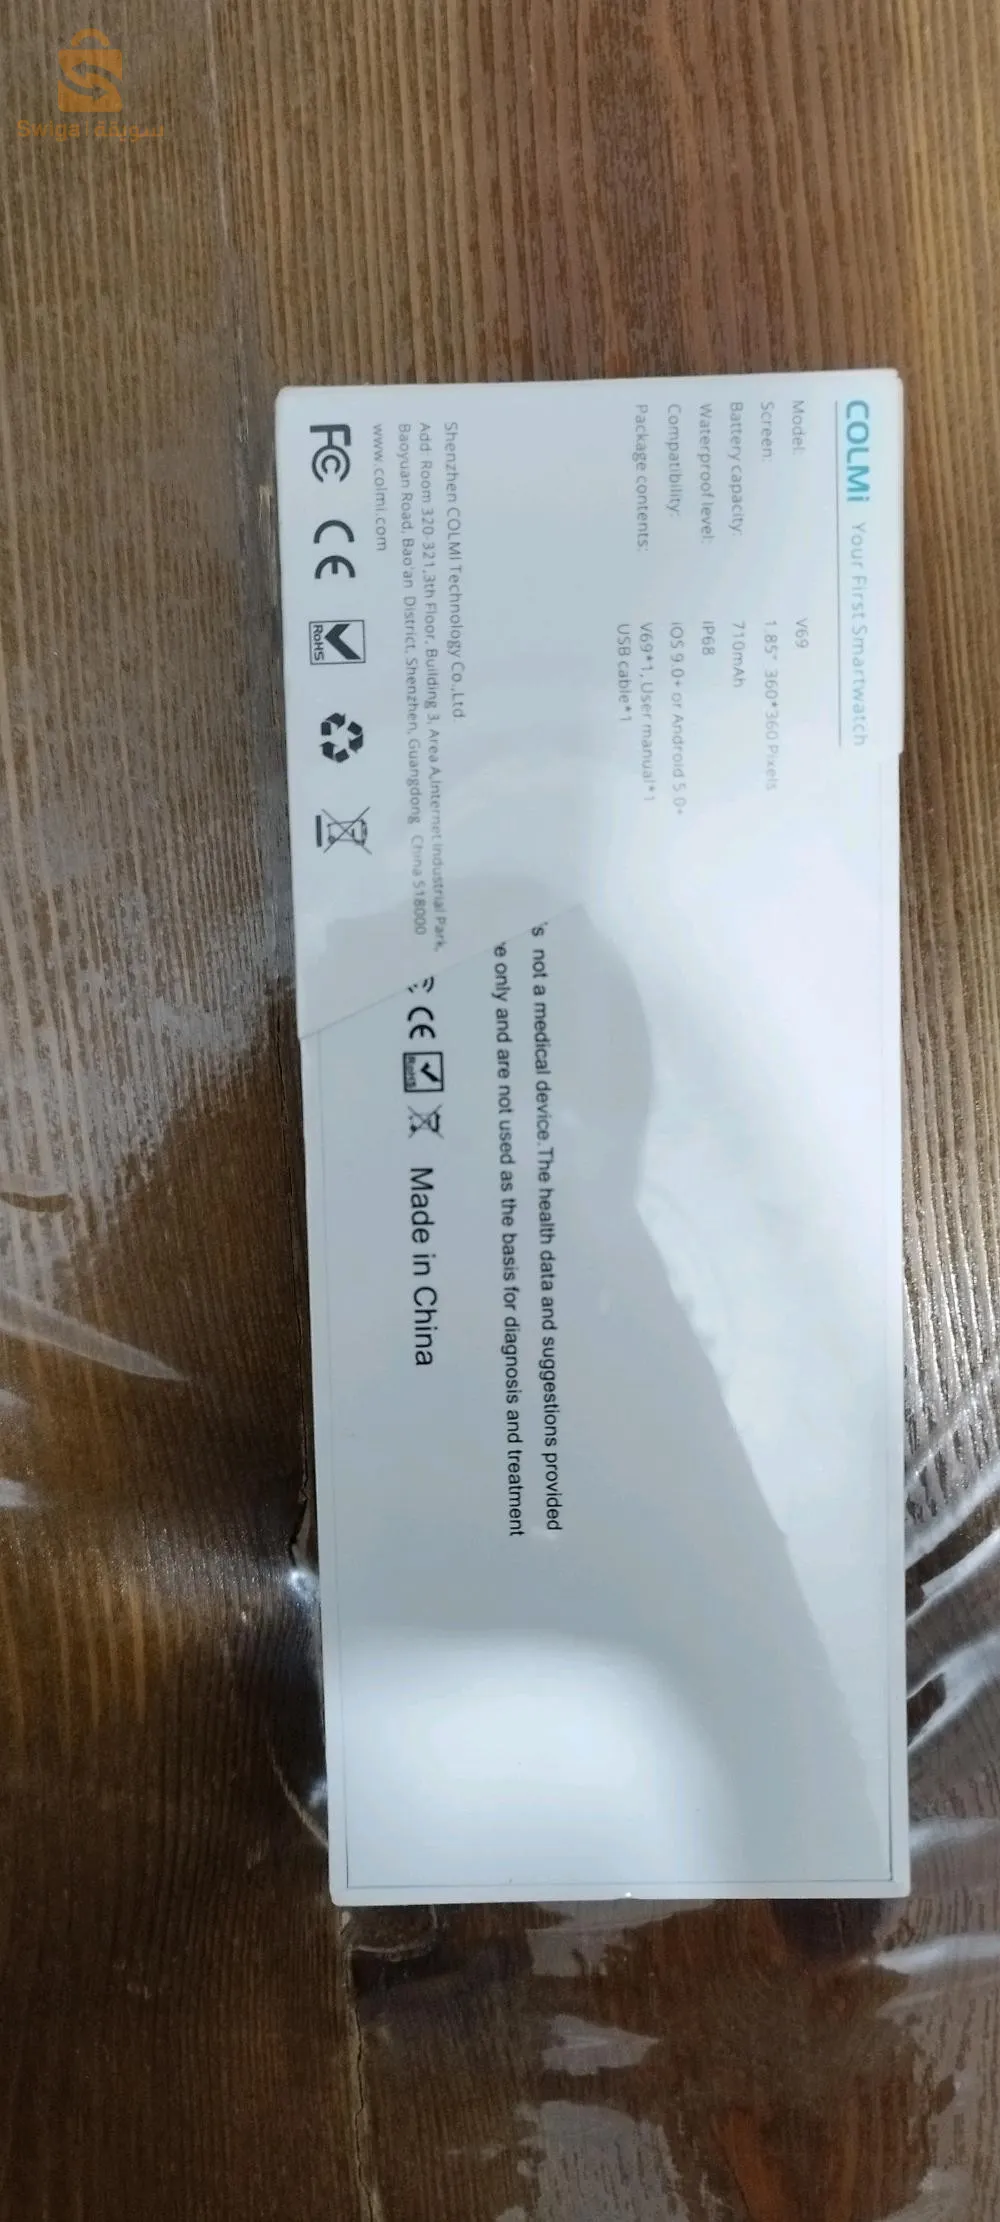 Swiqa سويقة
COLMi Your First Smartwatch
Model: V69
Screen: 1.85" 360*360 Pixels
Battery capacity: 710mAh
Waterproof level: IP68
Compatibility: iOS 9.0+ or Android 5.0+
Package contents: V69*1, User manual*1
USB cable*1
Shenzhen COLMI Technology Co.,Ltd.
Add: Room 320-321,3th Floor, Building 3, Area A,Internet Industrial Park,
Baoyuan Road, Bao'an District, Shenzhen, Guangdong, China 518000
www.colmi.com
FC CE RoHS
not a medical device.The health data and suggestions provided
only and are not used as the basis for diagnosis and treatment
CE RoHS Made in China